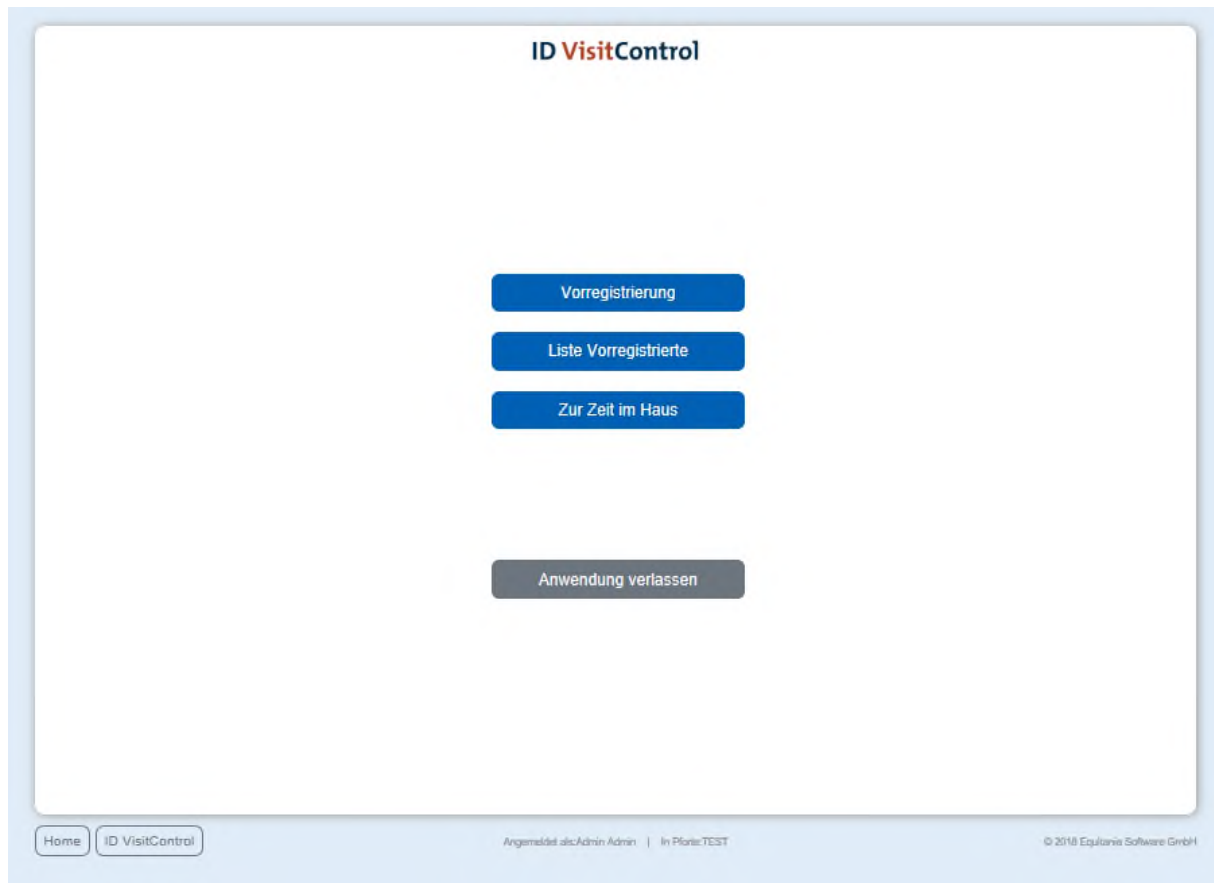 ID VisitControl
Vorregistrierung
Liste Vorregistrierte
Zur Zeit im Haus
Anwendung verlassen
Home
ID VisitControl
Angemeldet als:Admin Admin | In Pforte:TEST
© 2018 Equitania Software GmbH